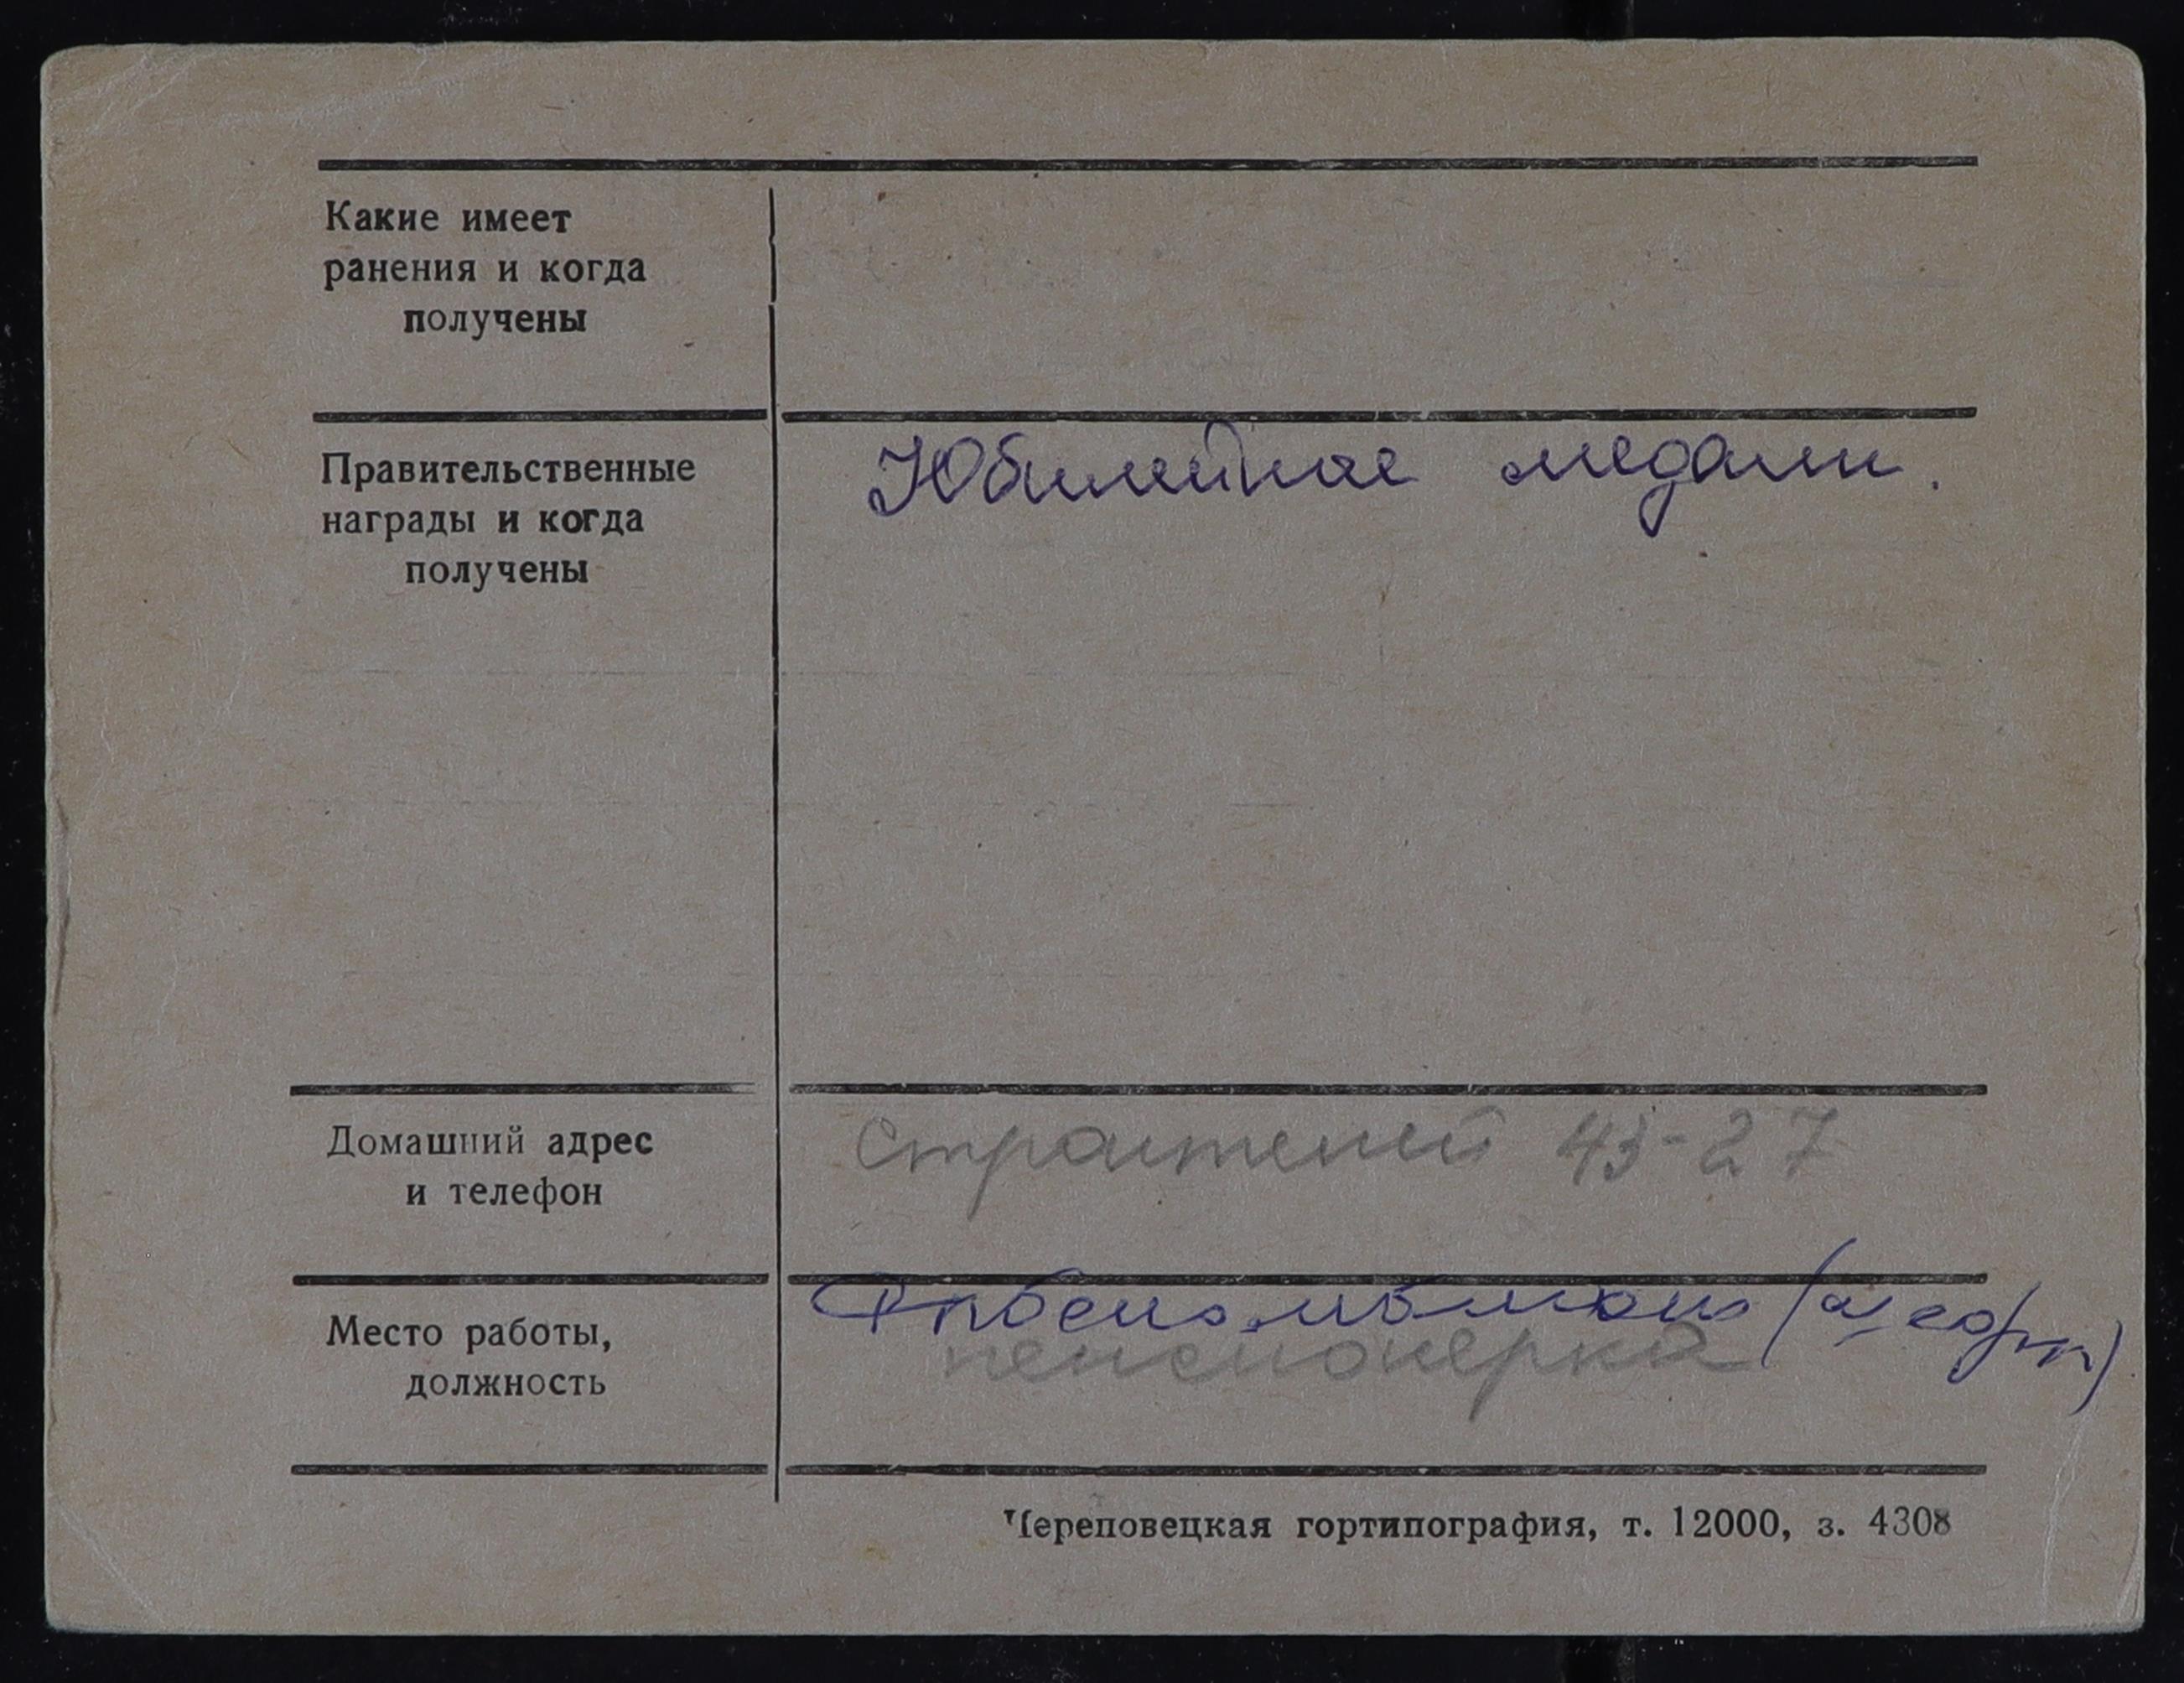 Какие имеет
ранения и когда
получены
Правительственные
награды и когда
получены
Юбилейные медали.
Домашний адрес
и телефон
Строителей 43-27
Место работы,
должность
пенсионерка
Череповецкая гортипография, т. 12000, з. 4308